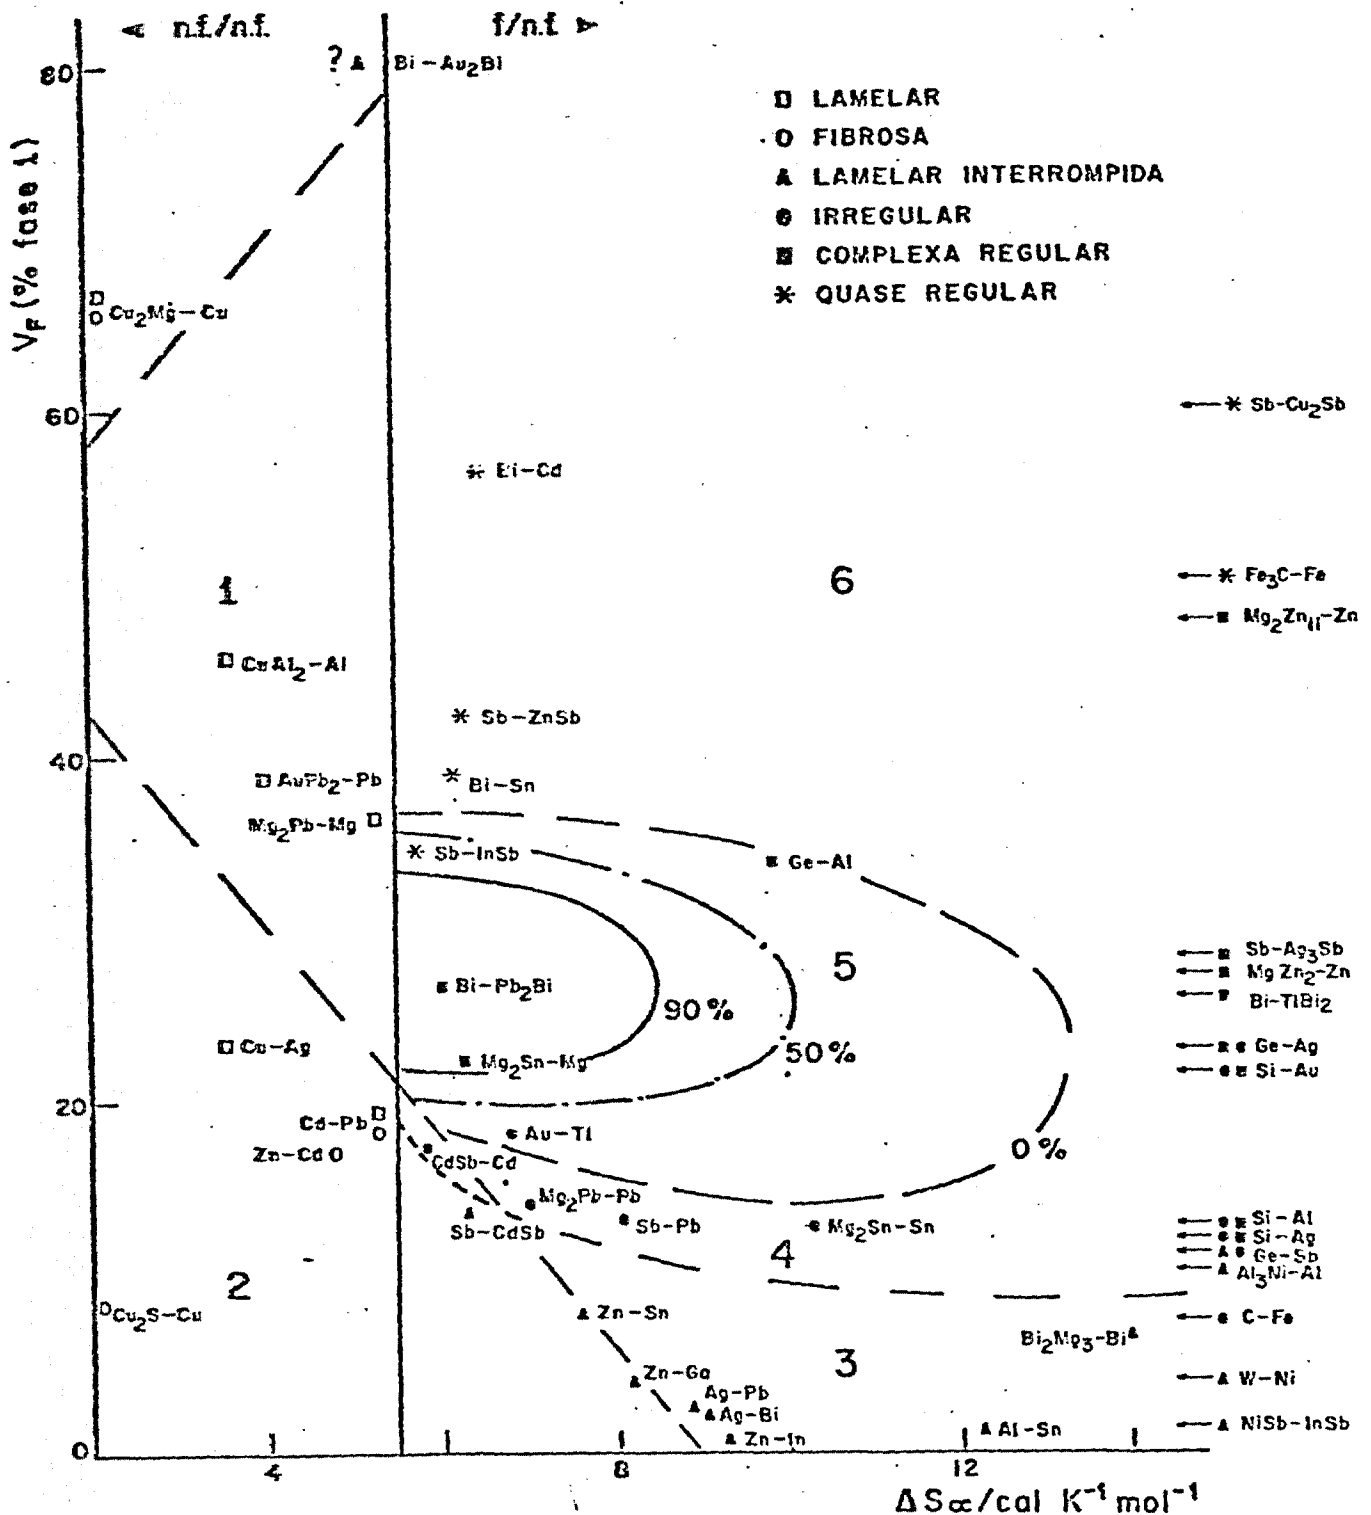 ◄ n.f./n.f.
f/n.f. ►
80
? ▲ Bi-Au₂Bi
V_F (% fase 1)
□ LAMELAR
○ FIBROSA
▲ LAMELAR INTERROMPIDA
● IRREGULAR
■ COMPLEXA REGULAR
* QUASE REGULAR
Cu₂Mg-Cu
60
Sb-Cu₂Sb
Bi-Cd
1
6
Fe₃C-Fe
Mg₂Zn₁₁-Zn
CuAl₂-Al
Sb-ZnSb
40
AuPb₂-Pb
Bi-Sn
Mg₂Pb-Mg
Sb-InSb
Ge-Al
5
Sb-Ag₃Sb
MgZn₂-Zn
Bi-TlBi₂
Bi-Pb₂Bi
90%
Cu-Ag
Mg₂Sn-Mg
50%
Ge-Ag
Si-Au
20
Cd-Pb
Au-Tl
0%
Zn-Cd
CdSb-Cd
Mg₂Pb-Pb
Sb-CdSb
Sb-Pb
Mg₂Sn-Sn
Si-Al
Si-Ag
Ge-Sb
Al₃Ni-Al
4
2
Cu₂S-Cu
Zn-Sn
C-Fe
Bi₂Mg₃-Bi
3
Zn-Ga
W-Ni
Ag-Pb
Ag-Bi
Zn-In
Al-Sn
NiSb-InSb
0
4
8
12
ΔS∝/cal K⁻¹ mol⁻¹